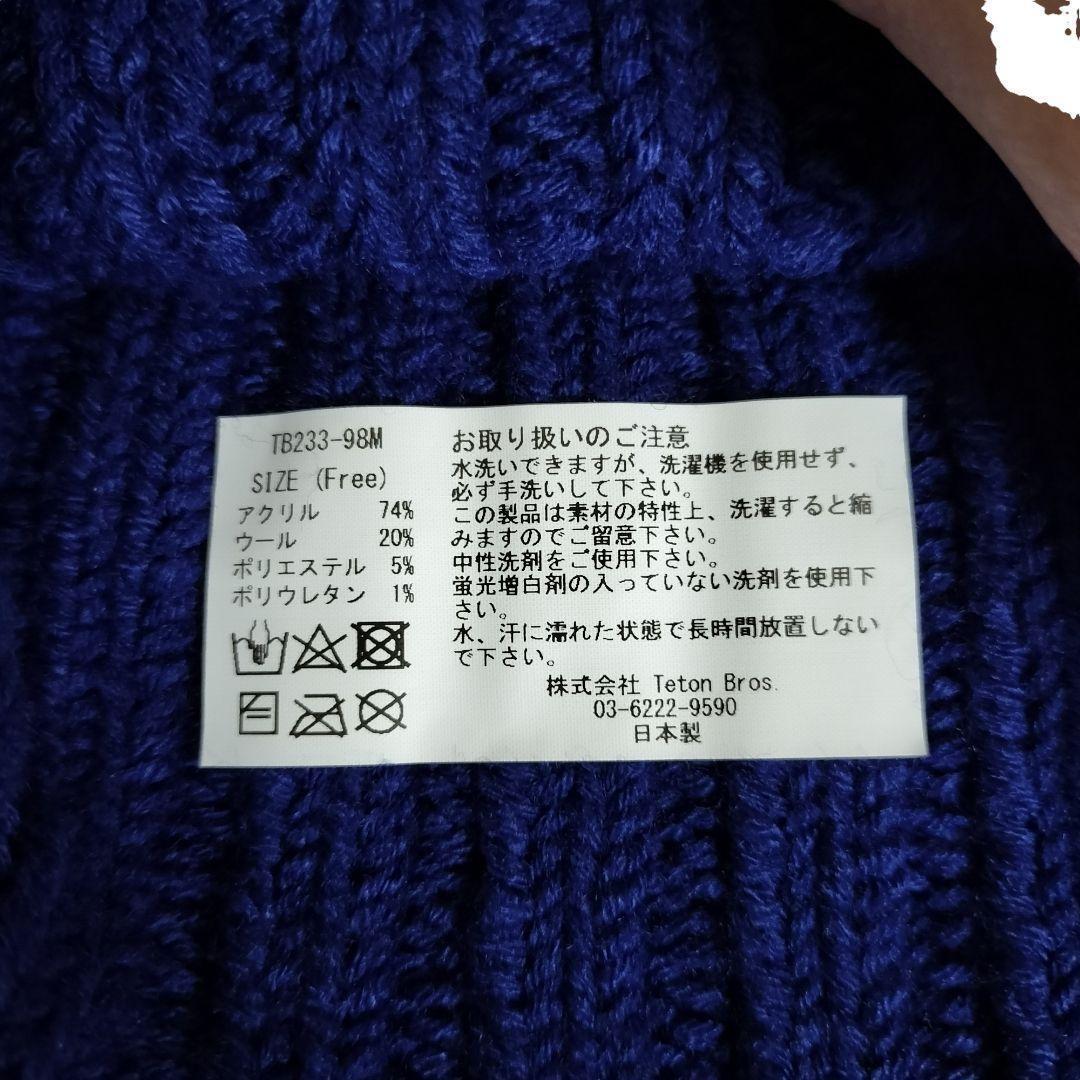 TB233-98M
SIZE (Free)
アクリル 74%
ウール 20%
ポリエステル 5%
ポリウレタン 1%
お取り扱いのご注意
水洗いできますが、洗濯機を使用せず、
必ず手洗いして下さい。
この製品は素材の特性上、洗濯すると縮
みますのでご留意下さい。
中性洗剤をご使用下さい。
蛍光増白剤の入っていない洗剤を使用下
さい。
水、汗に濡れた状態で長時間放置しない
で下さい。
株式会社 Teton Bros.
03-6222-9590
日本製